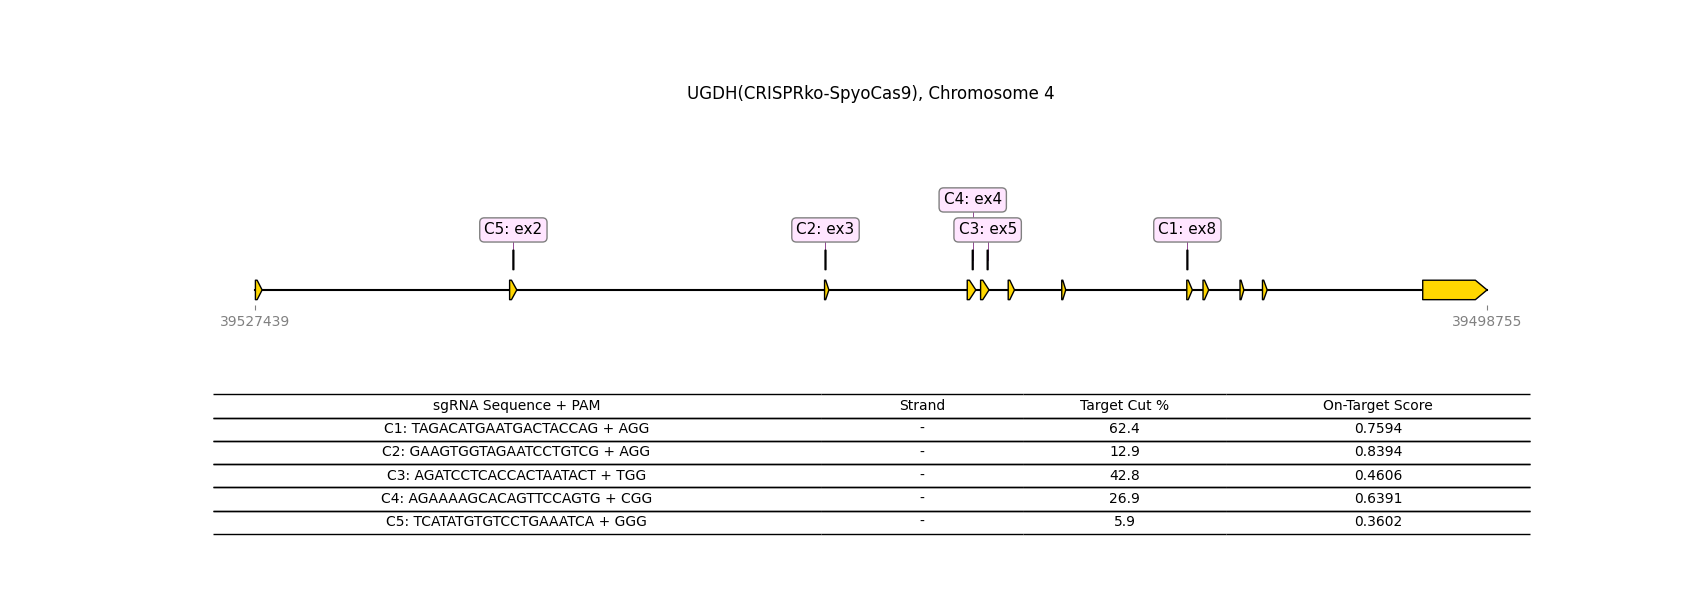 UGDH(CRISPRko-SpyoCas9), Chromosome 4
C4: ex4
C5: ex2 C2: ex3 C3: ex5 C1: ex8
39527439 39498755
sgRNA Sequence + PAM Strand Target Cut % On-Target Score
C1: TAGACATGAATGACTACCAG + AGG - 62.4 0.7594
C2: GAAGTGGTAGAATCCTGTCG + AGG - 12.9 0.8394
C3: AGATCCTCACCACTAATACT + TGG - 42.8 0.4606
C4: AGAAAAGCACAGTTCCAGTG + CGG - 26.9 0.6391
C5: TCATATGTGTCCTGAAATCA + GGG - 5.9 0.3602